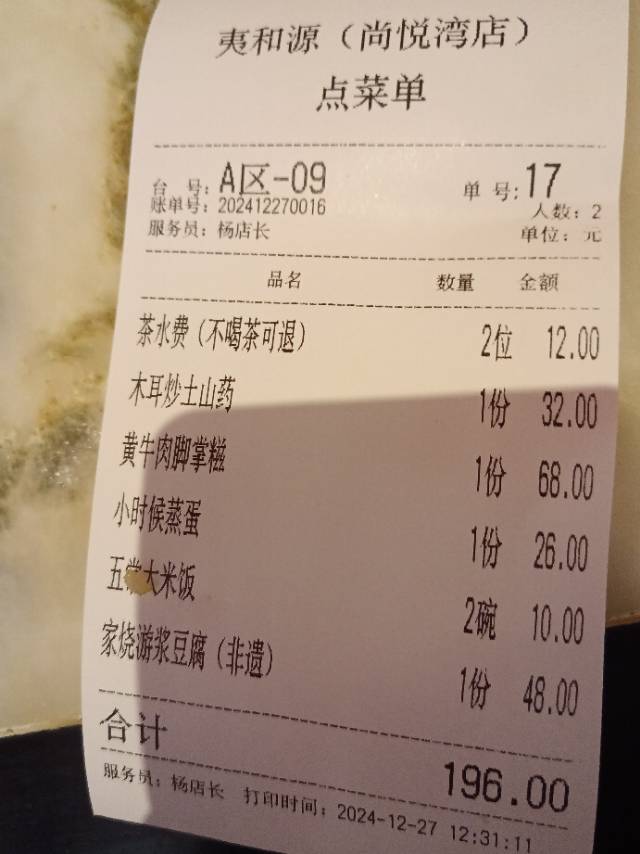 夷和源（尚悦湾店）
点菜单
台 号：A区-09 单 号：17
账单号：202412270016 人数：2
服务员：杨店长 单位：元
品名 数量 金额
茶水费（不喝茶可退） 2位 12.00
木耳炒土山药 1份 32.00
黄牛肉脚掌糍 1份 68.00
小时候蒸蛋 1份 26.00
五常大米饭 2碗 10.00
家烧游浆豆腐（非遗） 1份 48.00
合计 196.00
服务员：杨店长 打印时间：2024-12-27 12:31:11